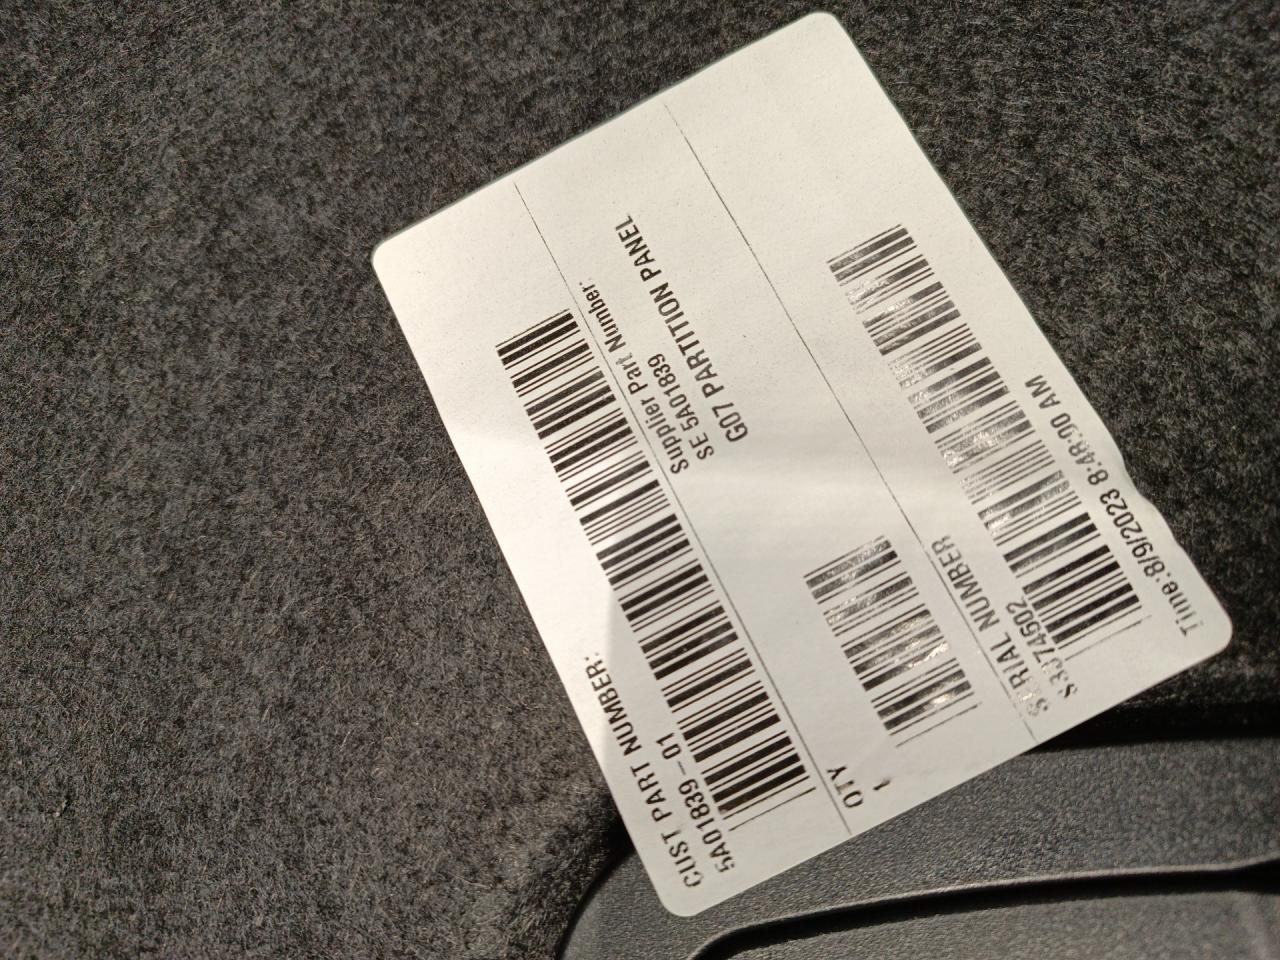 CUST PART NUMBER:
5A01839-01
Supplier Part Number:
SE 5A01839
G07 PARTITION PANEL
QTY
1
SERIAL NUMBER
S3374502
Time:8/9/2023 8:48:00 AM